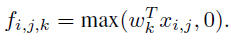 f_{i,j,k} = max(w_k^T x_{i,j}, 0).